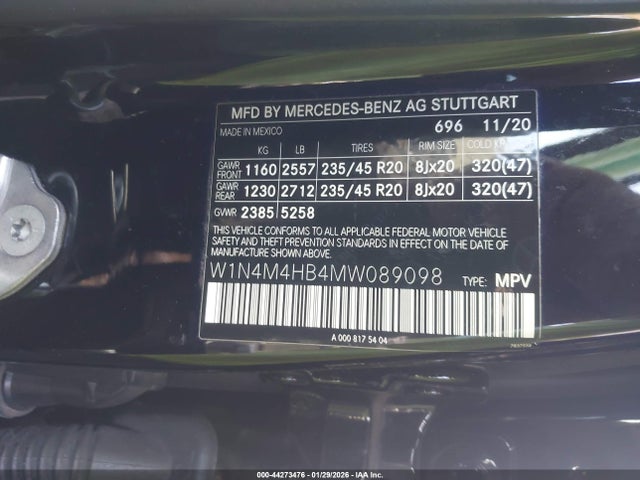 MFD BY MERCEDES-BENZ AG STUTTGART
MADE IN MEXICO 696 11/20
KG LB TIRES RIM SIZE COLD
GAWR FRONT 1160 2557 235/45 R20 8Jx20 320(47)
GAWR REAR 1230 2712 235/45 R20 8Jx20 320(47)
GWR 2385 5258
THIS VEHICLE CONFORMS TO ALL APPLICABLE FEDERAL MOTOR VEHICLE
SAFETY, BUMPER, AND THEFT PREVENTION STANDARDS IN EFFECT ON THE DATE
OF MANUFACTURE SHOWN ABOVE.
W1N4M4HB4MW089098 TYPE: MPV
A 000 817 54 04
000-44273476 | 01/29/2026 | IAA Inc.